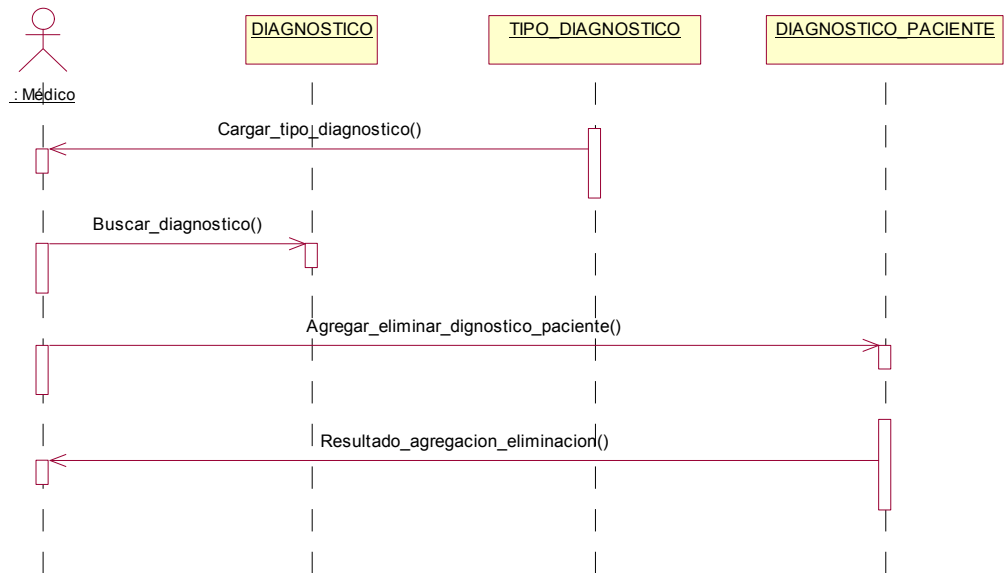 DIAGNOSTICO
TIPO_DIAGNOSTICO
DIAGNOSTICO_PACIENTE
: Médico
Cargar_tipo_diagnostico()
Buscar_diagnostico()
Agregar_eliminar_dignostico_paciente()
Resultado_agregacion_eliminacion()